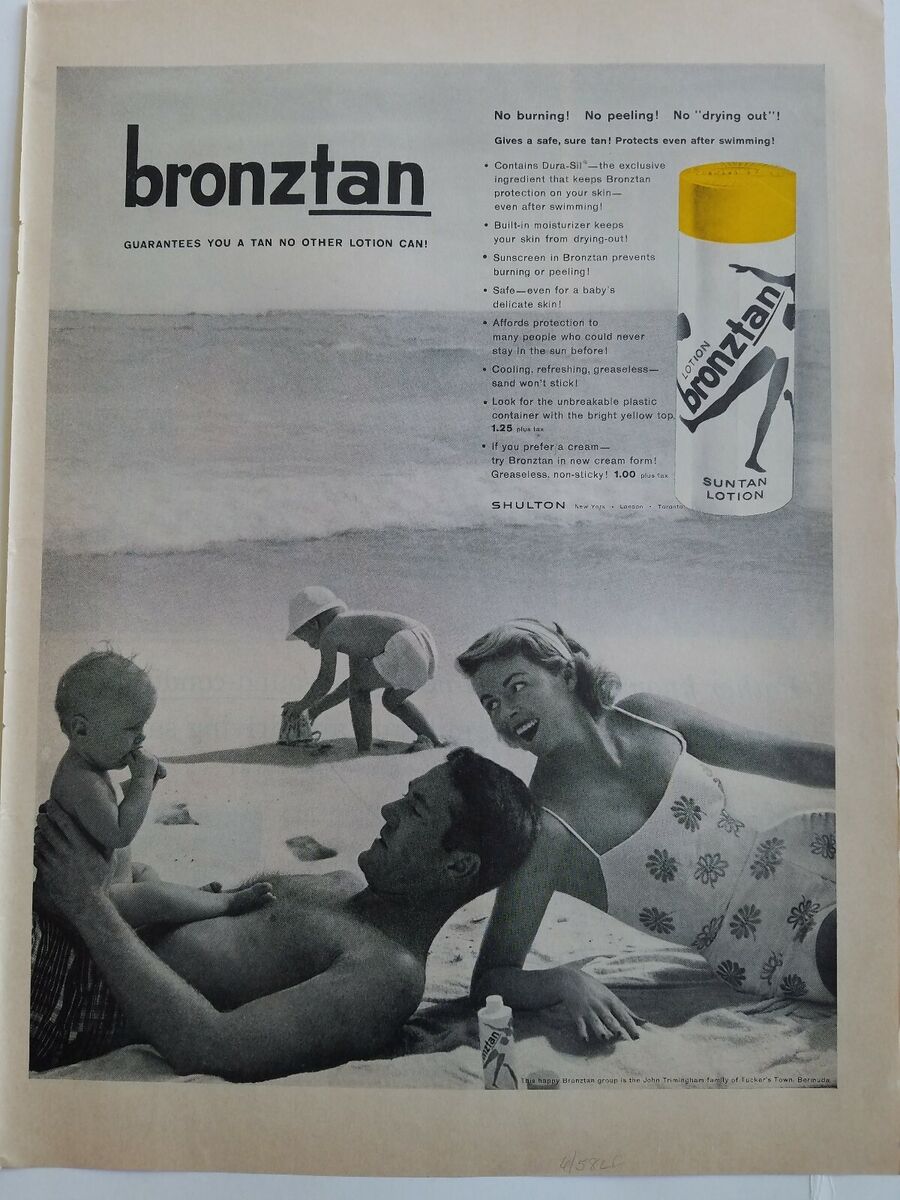 bronztan
GUARANTEES YOU A TAN NO OTHER LOTION CAN!
No burning! No peeling! No "drying out"!
Gives a safe, sure tan! Protects even after swimming!
• Contains Dura-Sil®—the exclusive
ingredient that keeps Bronztan
protection on your skin—
even after swimming!
• Built-in moisturizer keeps
your skin from drying-out!
• Sunscreen in Bronztan prevents
burning or peeling!
• Safe—even for a baby's
delicate skin!
• Affords protection to
many people who could never
stay in the sun before!
• Cooling, refreshing, greaseless—
sand won't stick!
• Look for the unbreakable plastic
container with the bright yellow top.
1.25 plus tax
• If you prefer a cream—
try Bronztan in new cream form!
Greaseless, non-sticky! 1.00 plus tax
SHULTON New York • London • Toronto
LOTION
bronztan
SUNTAN
LOTION
nztan
This happy Bronztan group is the John Trimingham family of Tucker's Town, Bermuda.